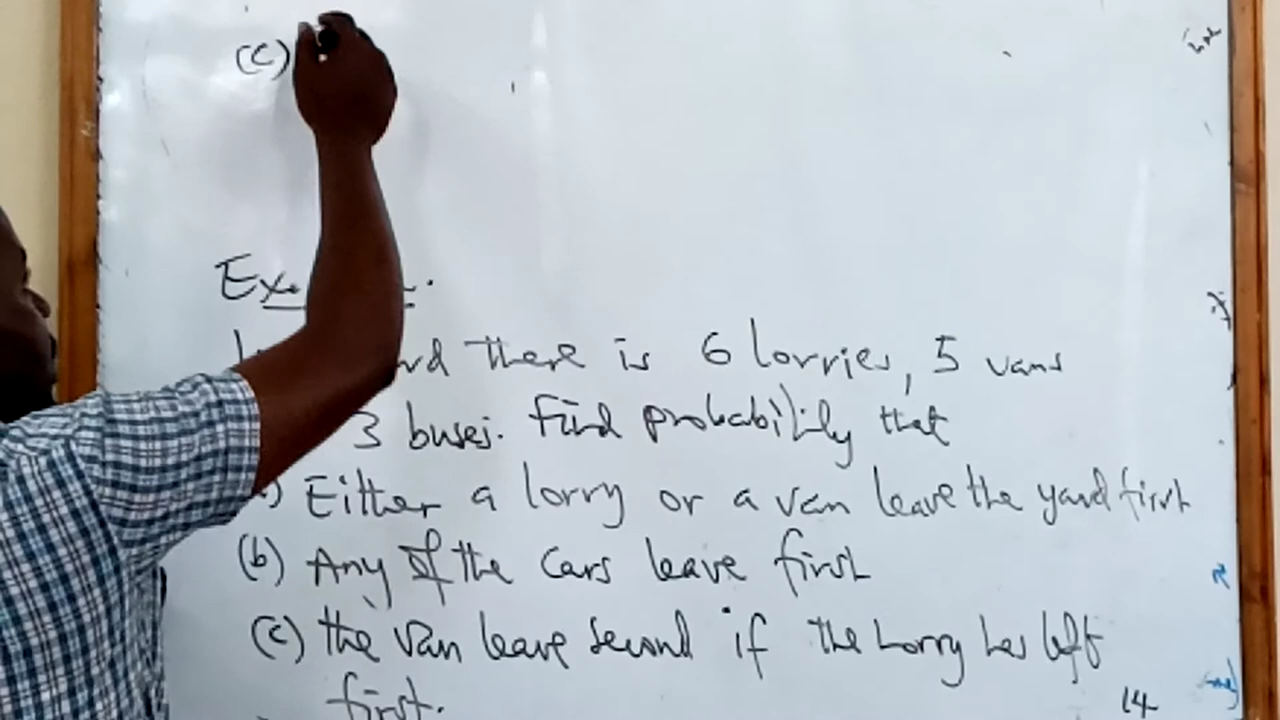 (c)
Ex
there is 6 lorries, 5 vans
3 buses. Find probability that
) Either a lorry or a van leave the yard first
(b) Any of the Cars leave first
(c) the van leave second if the Lorry has left
first.
14